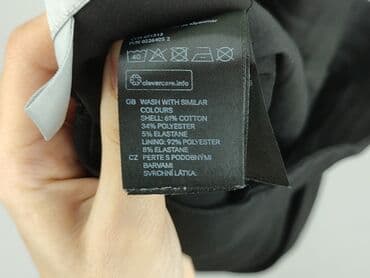 40
clevercare.info
GB WASH WITH SIMILAR
COLOURS
SHELL: 61% COTTON
34% POLYESTER
5% ELASTANE
LINING: 92% POLYESTER
8% ELASTANE
CZ PERTE S PODOBNÝMI
BARVAMI
SVRCHNÍ LÁTKA: